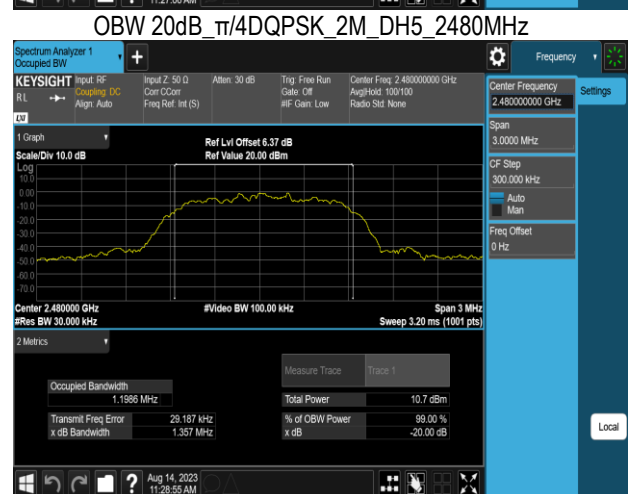 11:27:00 AM
OBW 20dB_π/4DQPSK_2M_DH5_2480MHz
Spectrum Analyzer 1
Occupied BW
+
Frequency
KEYSIGHT
RL
LXI
Input: RF
Coupling: DC
Align: Auto
Input Z: 50 Ω
Corr CCorr
Freq Ref: Int (S)
Atten: 30 dB
Trig: Free Run
Gate: Off
#IF Gain: Low
Center Freq: 2.480000000 GHz
Avg|Hold: 100/100
Radio Std: None
Center Frequency
2.480000000 GHz
Settings
Span
3.0000 MHz
CF Step
300.000 kHz
Auto
Man
Freq Offset
0 Hz
1 Graph
Scale/Div 10.0 dB
Ref Lvl Offset 6.37 dB
Ref Value 20.00 dBm
Log
10.0
0.00
-10.0
-20.0
-30.0
-40.0
-50.0
-60.0
-70.0
Center 2.480000 GHz
#Video BW 100.00 kHz
Span 3 MHz
#Res BW 30.000 kHz
Sweep 3.20 ms (1001 pts)
2 Metrics
Measure Trace Trace 1
Occupied Bandwidth
1.1986 MHz
Total Power 10.7 dBm
Transmit Freq Error 29.187 kHz
% of OBW Power 99.00 %
x dB Bandwidth 1.357 MHz
x dB -20.00 dB
Local
?
Aug 14, 2023
11:28:55 AM